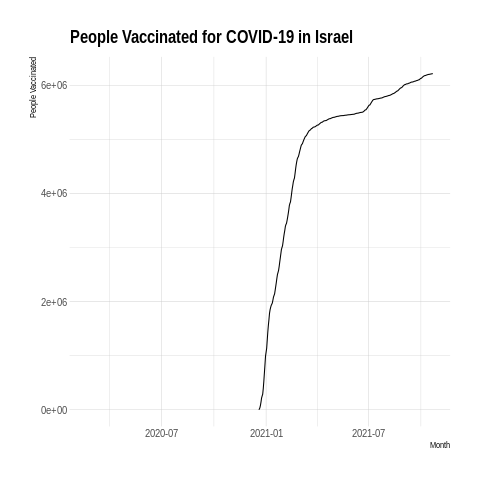 People Vaccinated for COVID-19 in Israel
People Vaccinated
6e+06
4e+06
2e+06
0e+00
2020-07 2021-01 2021-07
Month